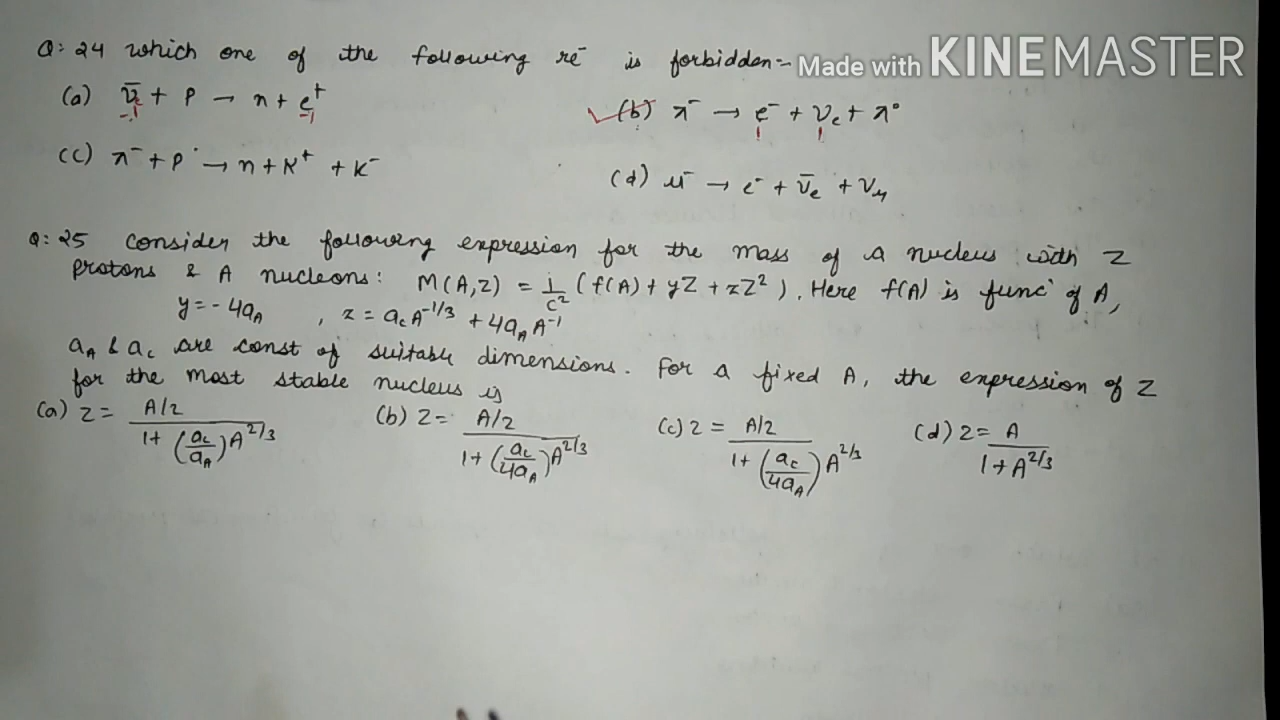 Made with KINEMASTER
Q:24 which one of the following re⁻ is forbidden:-
(a) ν̄e + P → n + e⁺
-1 -1
✓(b) π⁻ → e⁻ + νe + π⁰
1 1
(c) π⁻ + P → n + K⁺ + K⁻
(d) μ⁻ → e⁻ + ν̄e + νμ
Q:25 consider the following expression for the mass of a nucleus with Z
protons & A nucleons: M(A,Z) = 1/c² (f(A) + yZ + zZ²). Here f(A) is func' of A,
y = -4aA , z = acA^-1/3 + 4aA A^-1
aA & ac are const of suitable dimensions. For a fixed A, the expression of Z
for the most stable nucleus is
(a) Z = A/2 / 1 + (ac/aA) A^2/3
(b) Z = A/2 / 1 + (ac/4aA) A^2/3
(c) Z = A/2 / 1 + (ac/4aA) A^2/3
(d) Z = A / 1 + A^2/3